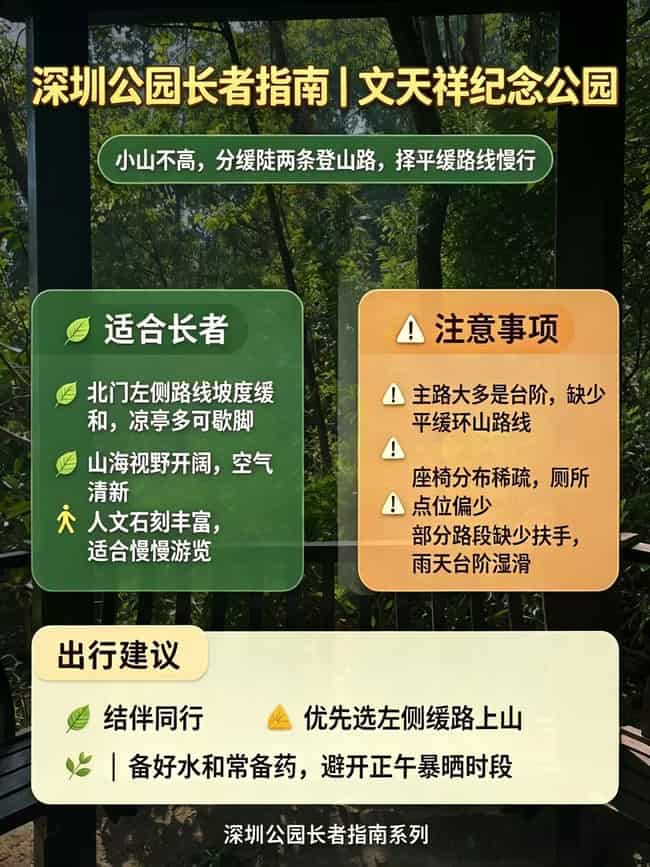 深圳公园长者指南 | 文天祥纪念公园
小山不高，分缓陡两条登山路，择平缓路线慢行
适合长者
北门左侧路线坡度缓
和，凉亭多可歇脚
山海视野开阔，空气
清新
人文石刻丰富，
适合慢慢游览
注意事项
主路大多是台阶，缺少
平缓环山路线
座椅分布稀疏，厕所
点位偏少
部分路段缺少扶手，
雨天台阶湿滑
出行建议
结伴同行
优先选左侧缓路上山
| 备好水和常备药，避开正午暴晒时段
深圳公园长者指南系列